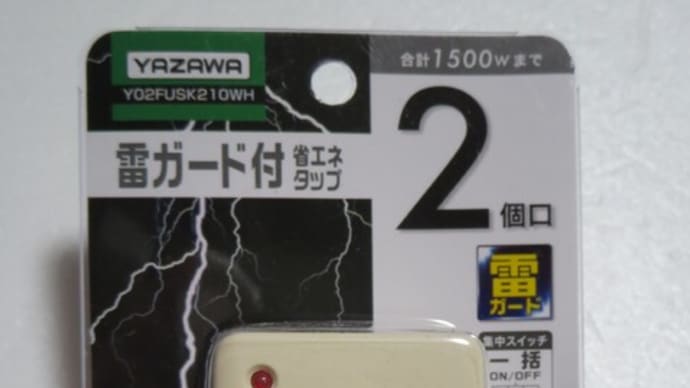 YAZAWA
Y02FUSK210WH
合計1500Wまで
雷ガード付 省エネ
タップ
2個口
雷
ガード
集中スイッチ
一括
ON/OFF